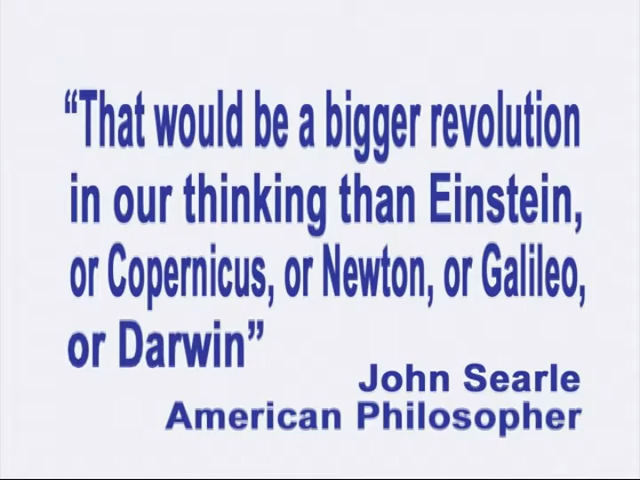 “That would be a bigger revolution
in our thinking than Einstein,
or Copernicus, or Newton, or Galileo,
or Darwin”
John Searle
American Philosopher